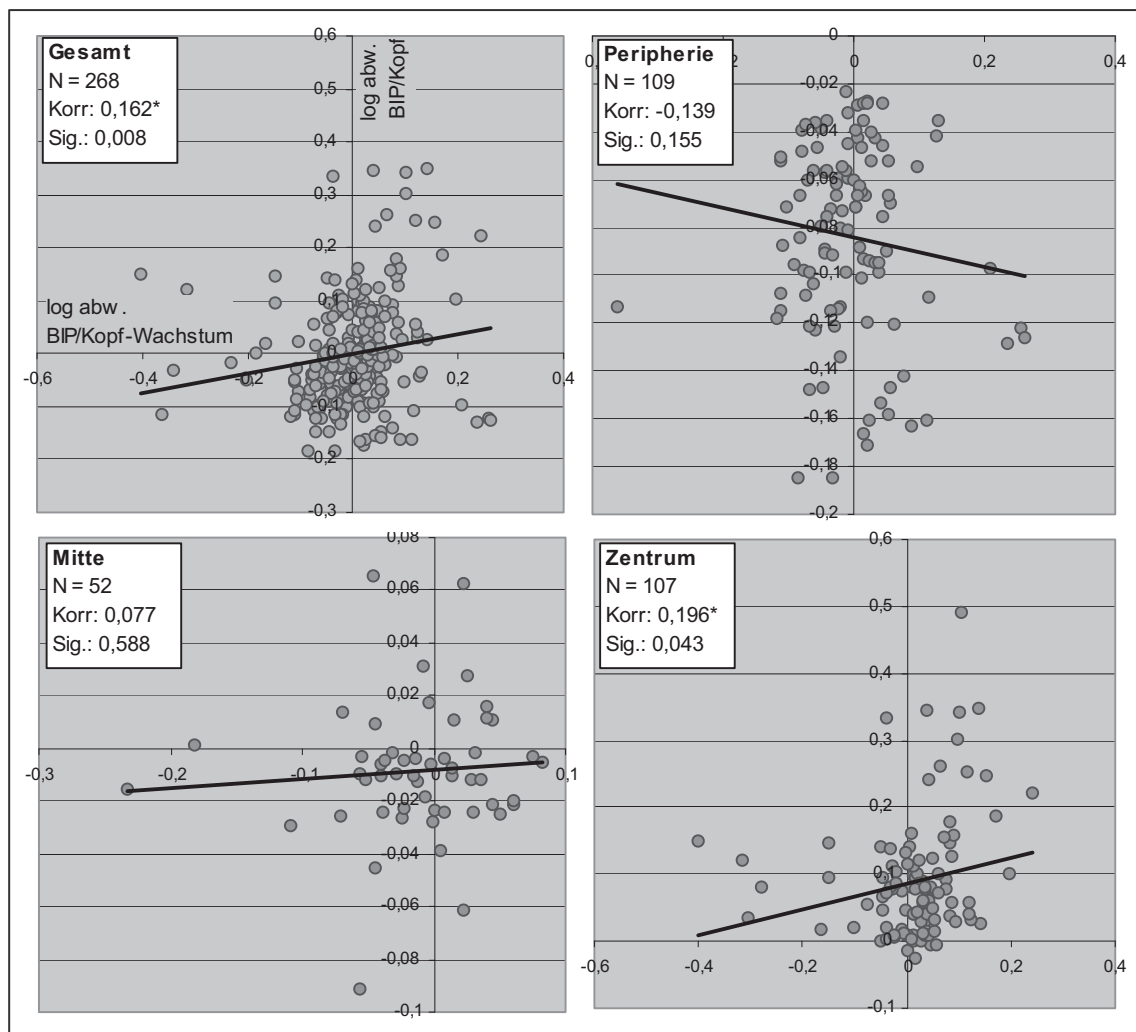 Gesamt
N = 268
Korr: 0,162*
Sig.: 0,008
log abw.
BIP/Kopf
log abw .
BIP/Kopf-Wachstum
0,6
0,5
0,4
0,3
0,2
0,1
-0,3
-0,6
-0,4
-0,2
0,2
0,4
Peripherie
N = 109
Korr: -0,139
Sig.: 0,155
0
-0,02
-0,04
-0,06
-0,08
-0,1
-0,12
-0,14
-0,16
-0,18
-0,2
0
0,2
0,4
Mitte
N = 52
Korr: 0,077
Sig.: 0,588
0,08
0,06
0,04
0,02
0
-0,02
-0,04
-0,06
-0,08
-0,1
-0,3
-0,2
-0,1
0
0,1
Zentrum
N = 107
Korr: 0,196*
Sig.: 0,043
0,6
0,5
0,4
0,3
0,2
0,1
-0,1
-0,6
-0,4
-0,2
0
0,2
0,4